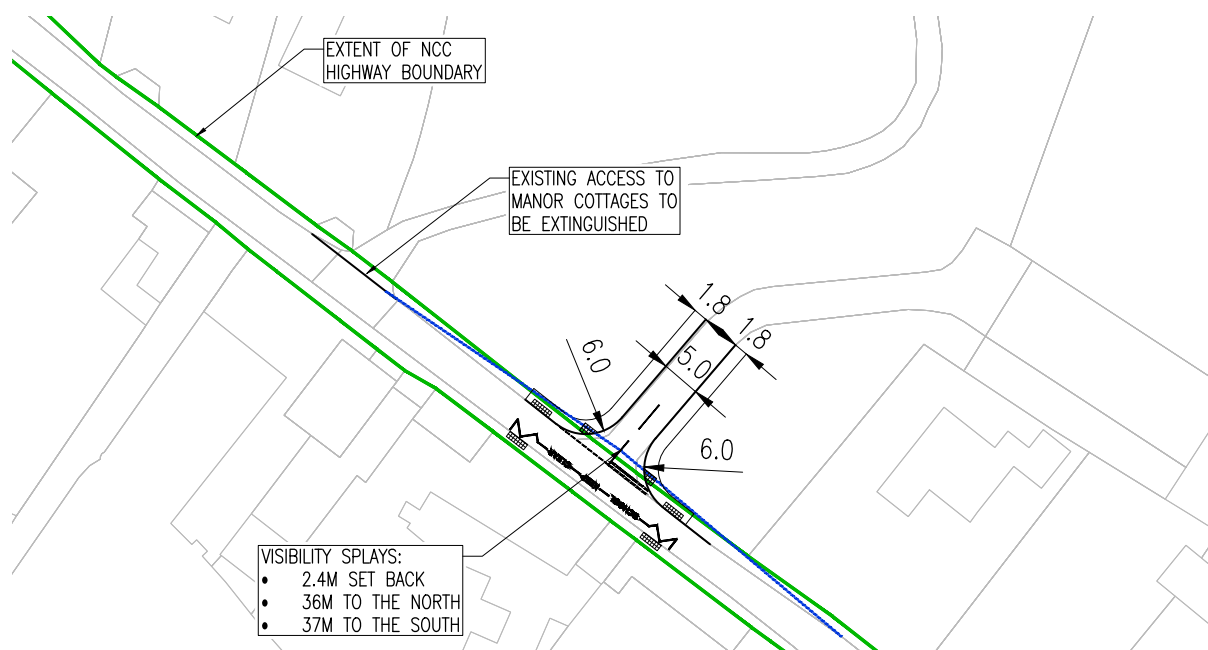 EXTENT OF NCC
HIGHWAY BOUNDARY
EXISTING ACCESS TO
MANOR COTTAGES TO
BE EXTINGUISHED
1.8
1.8
5.0
6.0
6.0
VISIBILITY SPLAYS:
• 2.4M SET BACK
• 36M TO THE NORTH
• 37M TO THE SOUTH